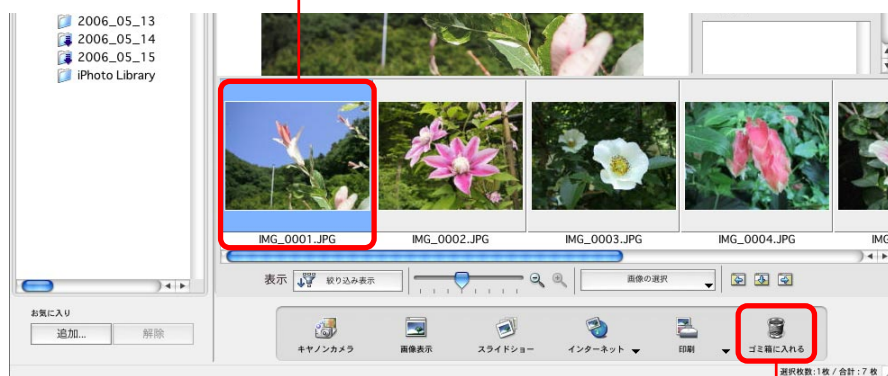 2006_05_13
2006_05_14
2006_05_15
iPhoto Library
IMG_0001.JPG
IMG_0002.JPG
IMG_0003.JPG
IMG_0004.JPG
IMG
表示
絞り込み表示
画像の選択
お気に入り
追加...
解除
キヤノンカメラ
画像表示
スライドショー
インターネット
印刷
ゴミ箱に入れる
選択枚数:1枚 / 合計:7 枚